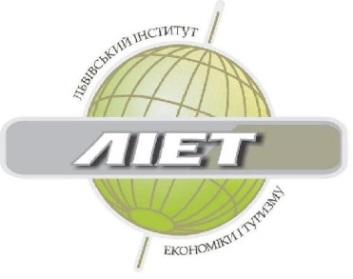 ЛЬВІВСЬКИЙ ІНСТИТУТ
ЛІЕТ
ЕКОНОМІКИ І ТУРИЗМУ